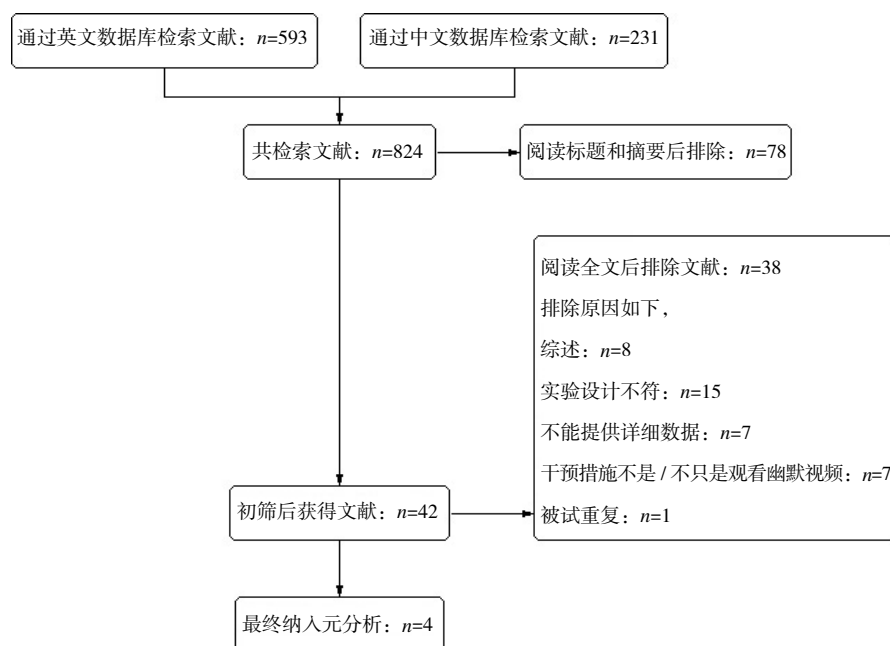 通过英文数据库检索文献：n=593
通过中文数据库检索文献：n=231
共检索文献：n=824
阅读标题和摘要后排除：n=78
阅读全文后排除文献：n=38
排除原因如下，
综述：n=8
实验设计不符：n=15
不能提供详细数据：n=7
干预措施不是 / 不只是观看幽默视频：n=7
被试重复：n=1
初筛后获得文献：n=42
最终纳入元分析：n=4